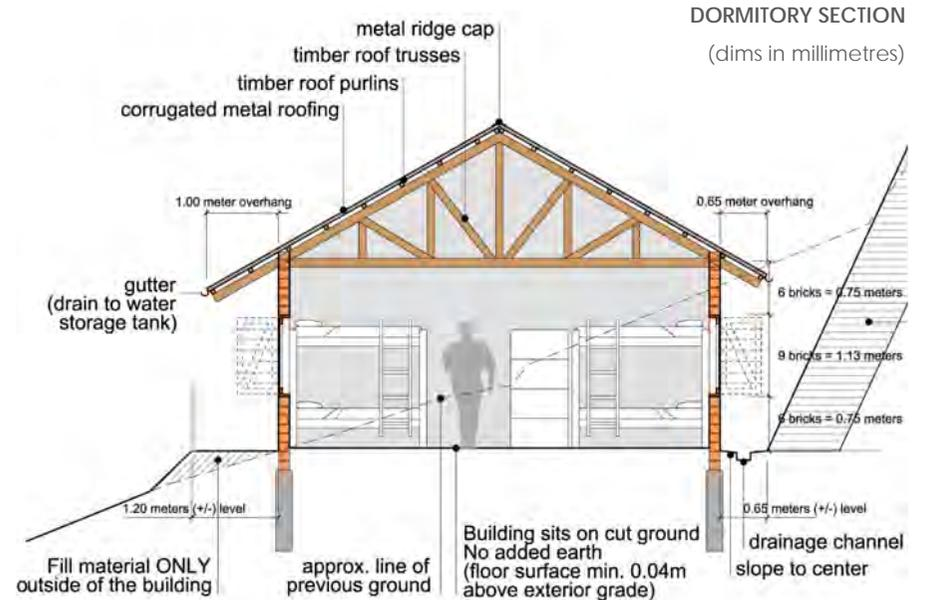 DORMITORY SECTION
(dims in millimetres)
metal ridge cap
timber roof trusses
timber roof purlins
corrugated metal roofing
1.00 meter overhang
0.65 meter overhang
gutter
(drain to water
storage tank)
6 bricks = 0.75 meters
9 bricks = 1.13 meters
6 bricks = 0.75 meters
1.20 meters (+/-) level
0.65 meters (+/-) level
Fill material ONLY
outside of the building
approx. line of
previous ground
Building sits on cut ground
No added earth
(floor surface min. 0.04m
above exterior grade)
drainage channel
slope to center